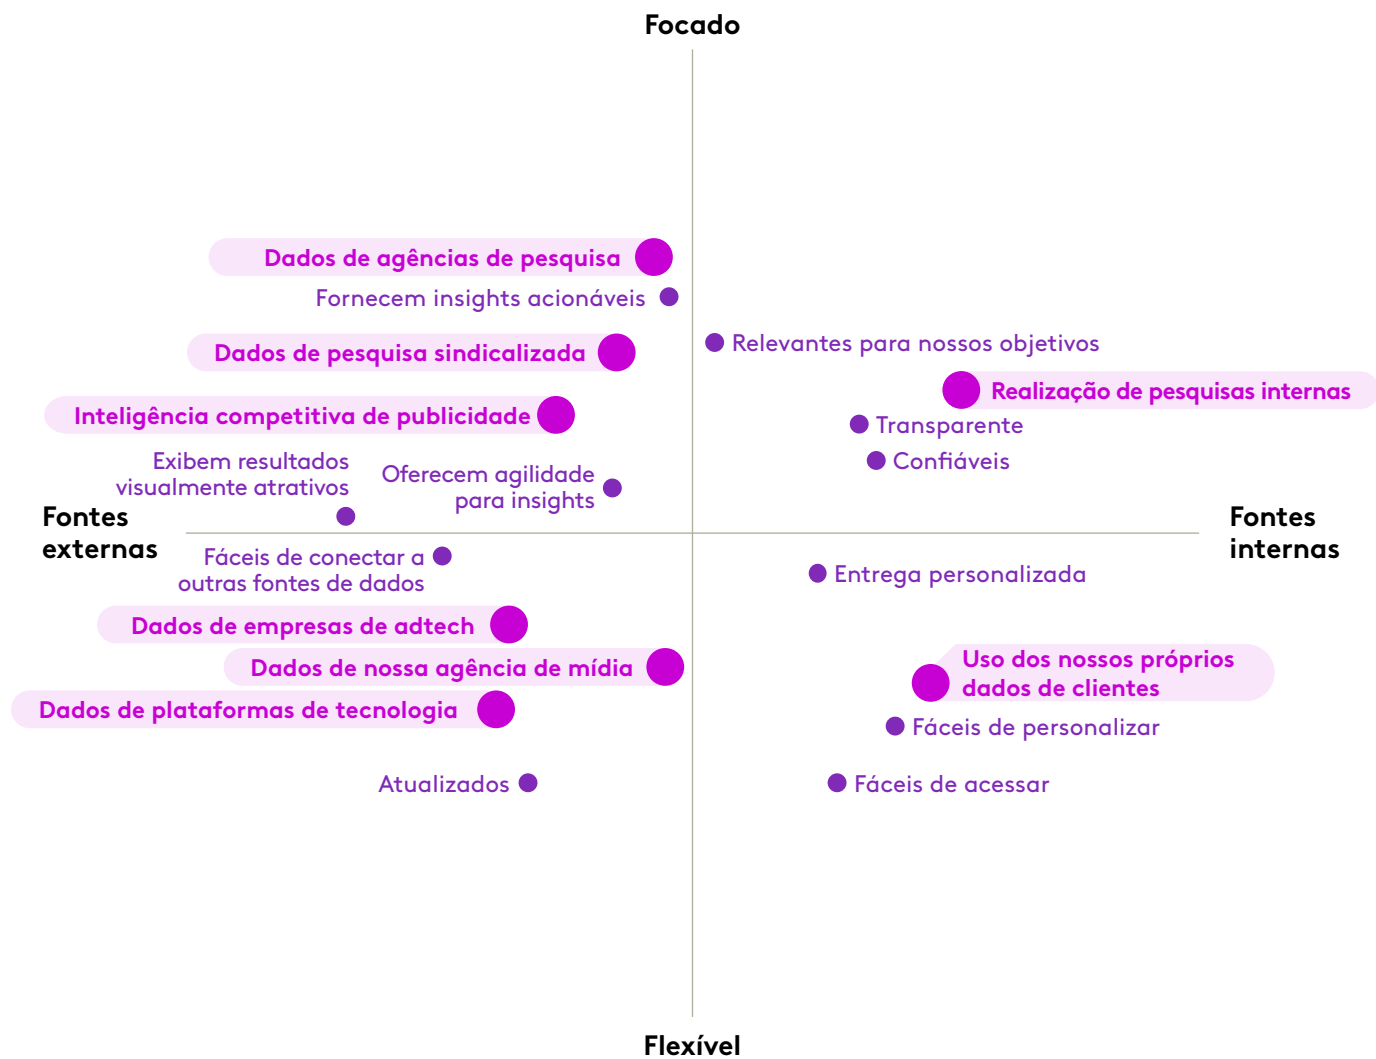 Focado
Dados de agências de pesquisa
Fornecem insights acionáveis
Relevantes para nossos objetivos
Dados de pesquisa sindicalizada
Realização de pesquisas internas
Inteligência competitiva de publicidade
Transparente
Exibem resultados
visualmente atrativos
Oferecem agilidade
para insights
Confiáveis
Fontes
externas
Fontes
internas
Fáceis de conectar a
outras fontes de dados
Entrega personalizada
Dados de empresas de adtech
Dados de nossa agência de mídia
Uso dos nossos próprios
dados de clientes
Dados de plataformas de tecnologia
Fáceis de personalizar
Atualizados
Fáceis de acessar
Flexível